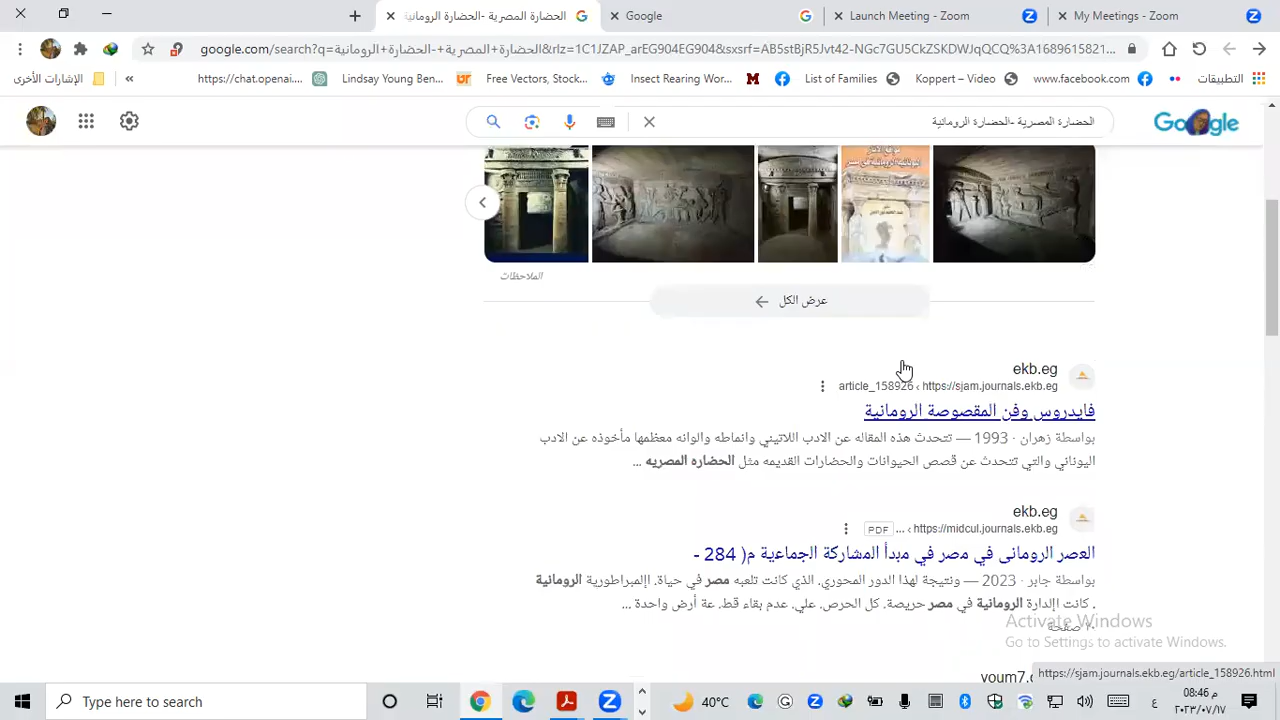 الحضارة المصرية -الحضارة الرومانية
Google
Launch Meeting - Zoom
My Meetings - Zoom
google.com/search?q=الحضارة+المصرية+-الحضارة+الرومانية&rlz=1C1JZAP_arEG904EG904&sxsrf=AB5stBjR5Jvt42-NGc7GU5CkZSKDWJqQCQ%3A1689615821...
التطبيقات
www.facebook.com
Koppert – Video
List of Families
Insect Rearing Wor...
Free Vectors, Stock...
Lindsay Young Ben...
https://chat.openai...
»
الإشارات الأخرى
Google
الحضارة المصرية -الحضارة الرومانية
الملاحظات
عرض الكل
ekb.eg
https://sjam.journals.ekb.eg › article_158926
فايدروس وفن المقصوصة الرومانية
بواسطة زهران · 1993 — تتحدث هذه المقاله عن الادب اللاتيني وانماطه والوانه معظمها مأخوذه عن الادب
اليوناني والتي تتحدث عن قصص الحيوانات والحضارات القديمه مثل الحضاره المصريه ...
ekb.eg
https://midcul.journals.ekb.eg › ... PDF
العصر الرومانى في مصر في مبدأ المشاركة الجماعية م( 284 -
بواسطة جابر · 2023 — ونتيجة لهذا الدور المحوري. الذي كانت تلعبه مصر في حياة. اإلمبراطورية الرومانية
. كانت اإلدارة الرومانية في مصر حريصة. كل الحرص. علي. عدم بقاء قط. عة أرض واحدة ...
٢٠ صفحة
Activate Windows
Go to Settings to activate Windows.
https://sjam.journals.ekb.eg/article_158926.html
Type here to search
40°C
ع
08:46 م
٢٠٢٣/٠٧/١٧